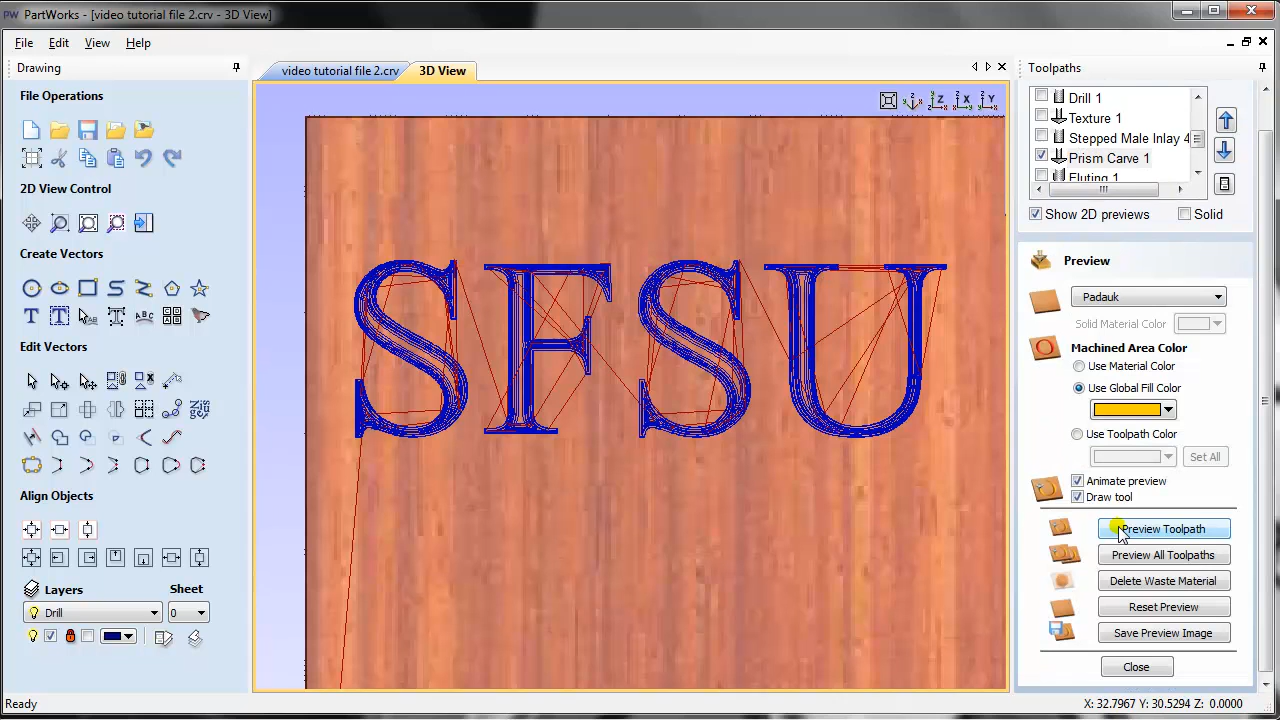 PW PartWorks - [video tutorial file 2.crv - 3D View]
File Edit View Help
Drawing
video tutorial file 2.crv 3D View
Toolpaths
File Operations
2D View Control
Create Vectors
Edit Vectors
Align Objects
Layers Sheet
Drill 0
Z X Y
Drill 1
Texture 1
Stepped Male Inlay 4
Prism Carve 1
Fluting 1
Show 2D previews Solid
Preview
Padauk
Solid Material Color
Machined Area Color
Use Material Color
Use Global Fill Color
Use Toolpath Color
Set All
Animate preview
Draw tool
Preview Toolpath
Preview All Toolpaths
Delete Waste Material
Reset Preview
Save Preview Image
Close
SFSU
Ready
X: 32.7967 Y: 30.5294 Z: 0.0000